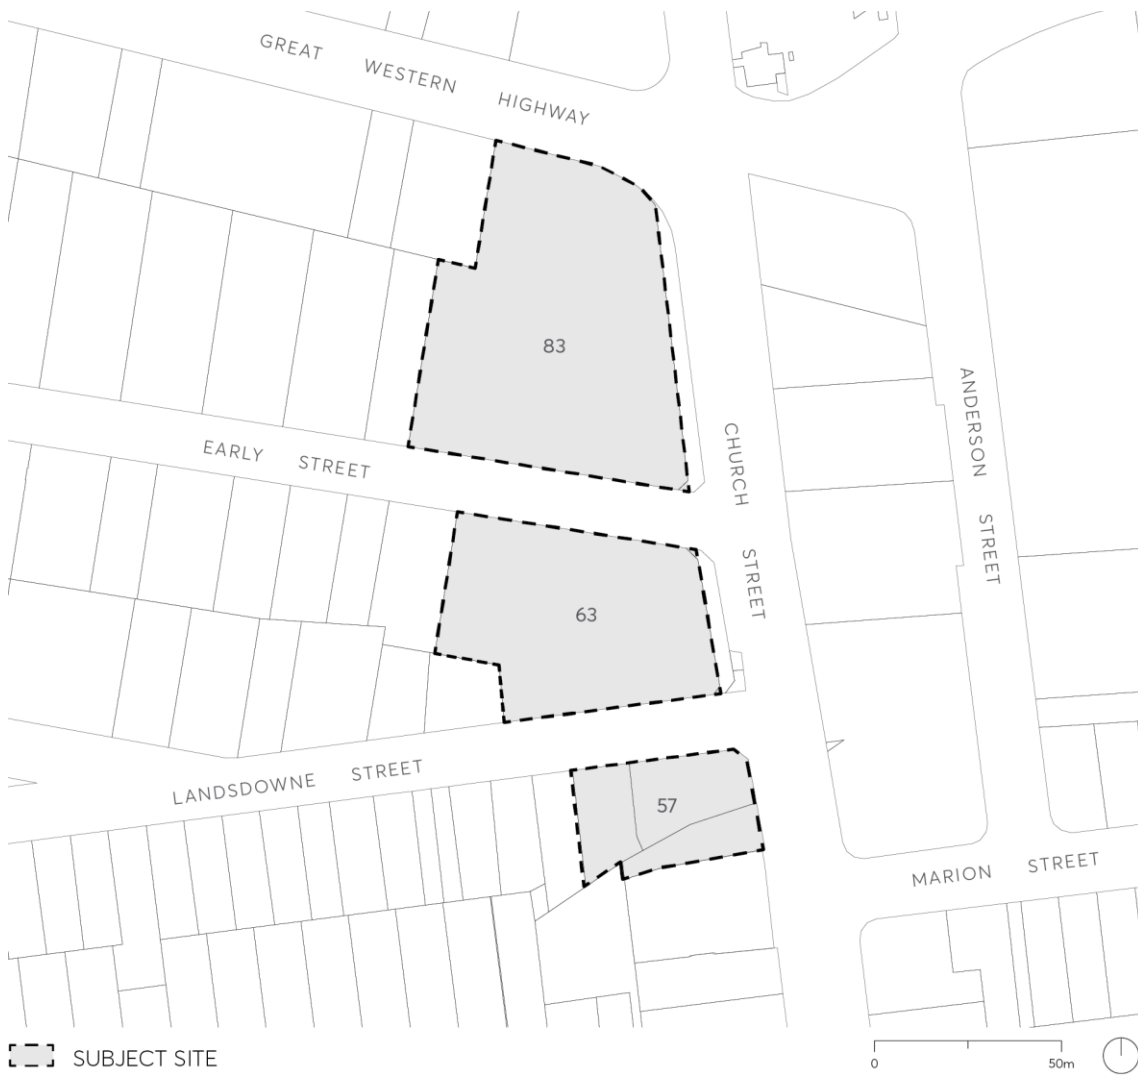 GREAT WESTERN HIGHWAY
83
EARLY STREET
CHURCH STREET
ANDERSON STREET
63
LANDSDOWNE STREET
57
MARION STREET
SUBJECT SITE
0 50m